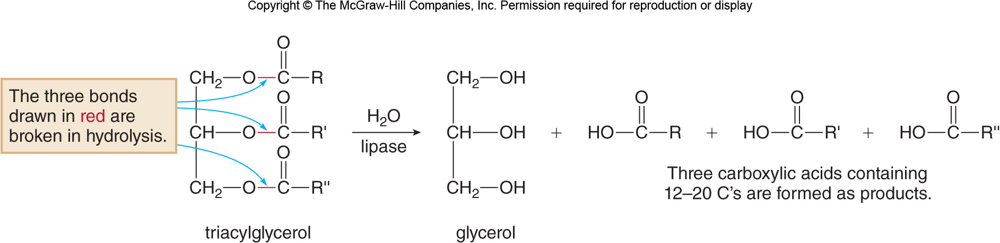 Copyright © The McGraw-Hill Companies, Inc. Permission required for reproduction or display
The three bonds
drawn in red are
broken in hydrolysis.
O
CH₂—O—C—R
O
CH—O—C—R'
O
CH₂—O—C—R"
triacylglycerol
H₂O
lipase
CH₂—OH
CH—OH
CH₂—OH
glycerol
+
O
HO—C—R
+
O
HO—C—R'
+
O
HO—C—R"
Three carboxylic acids containing
12–20 C’s are formed as products.